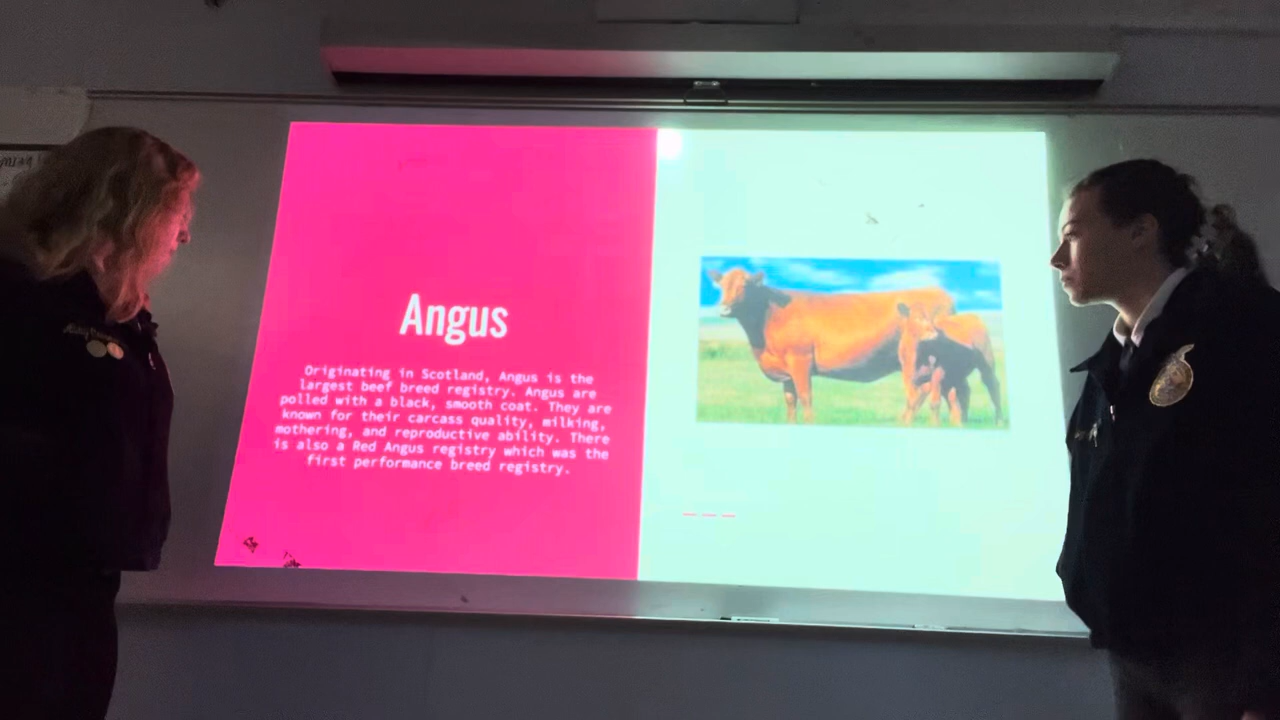 Angus
Originating in Scotland, Angus is the
largest beef breed registry. Angus are
polled with a black, smooth coat. They are
known for their carcass quality, milking,
mothering, and reproductive ability. There
is also a Red Angus registry which was the
first performance breed registry.